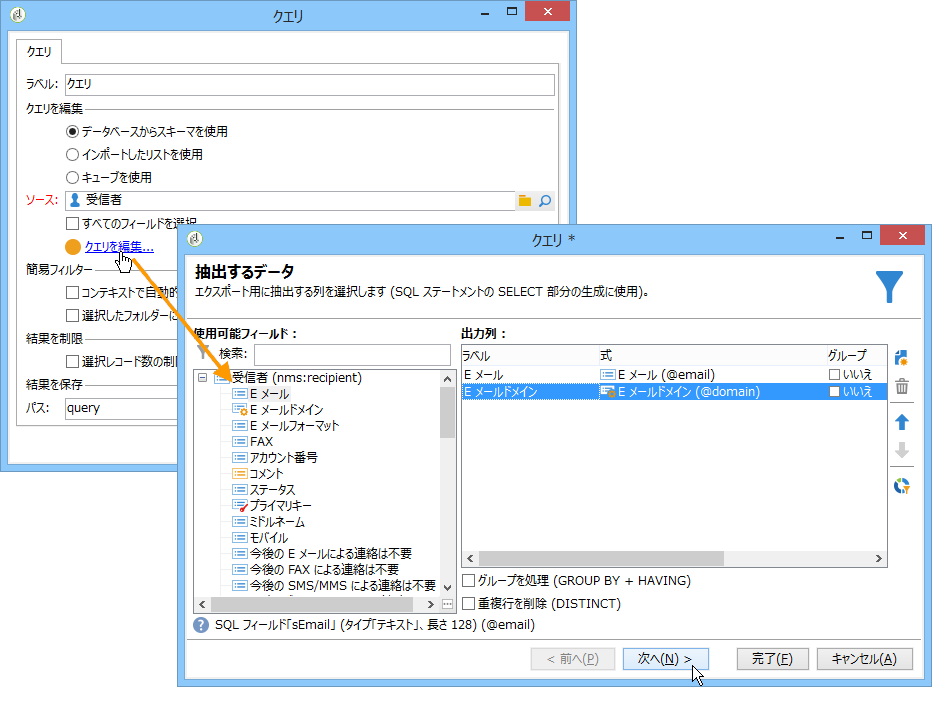 クエリ
クエリ
ラベル: クエリ
クエリを編集
データベースからスキーマを使用
インポートしたリストを使用
キューブを使用
ソース: 受信者
すべてのフィールドを選択
クエリを編集...
簡易フィルター
コンテキストで自動的
選択したフォルダーに
結果を制限
選択レコード数の制
結果を保存
パス: query
クエリ *
抽出するデータ
エクスポート用に抽出する列を選択します (SQL ステートメントの SELECT 部分の生成に使用)。
使用可能フィールド :
検索:
受信者 (nms:recipient)
E メール
E メールドメイン
E メールフォーマット
FAX
アカウント番号
コメント
ステータス
プライマリキー
ミドルネーム
モバイル
今後の E メールによる連絡は不要
今後の FAX による連絡は不要
今後の SMS/MMS による連絡は不要
出力列 :
ラベル 式 グループ
E メール E メール (@email) いいえ
E メールドメイン E メールドメイン (@domain) いいえ
グループを処理 (GROUP BY + HAVING)
重複行を削除 (DISTINCT)
SQL フィールド「sEmail」 (タイプ「テキスト」、長さ 128) (@email)
< 前へ(P) 次へ(N) > 完了(F) キャンセル(A)